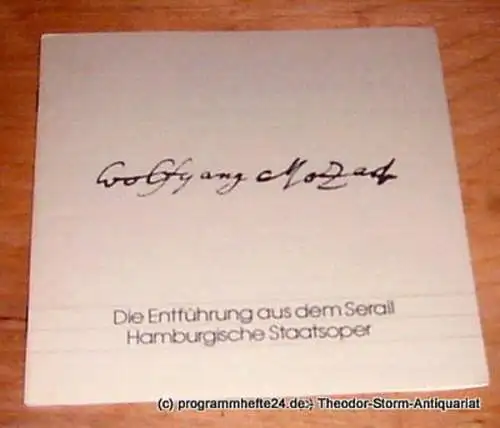 Wolfgang Mozart
Die Entführung aus dem Serail
Hamburgische Staatsoper
(c) programmhefte24.de - Theodor-Storm-Antiquariat